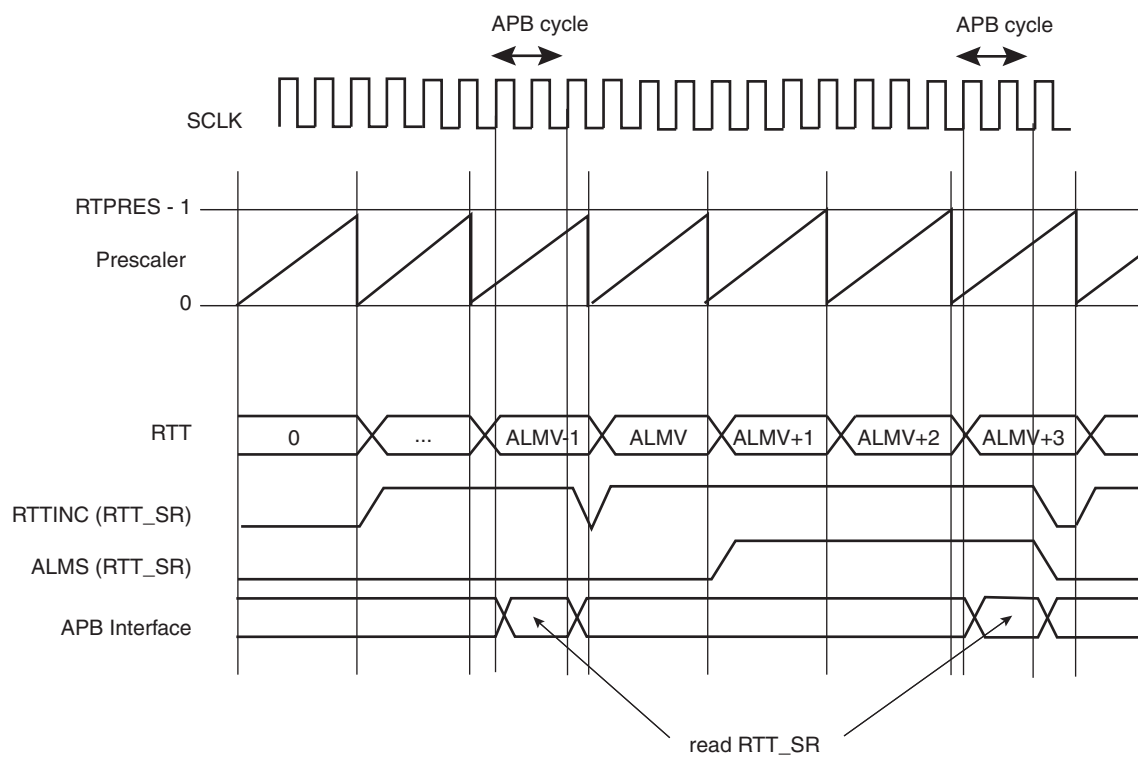 APB cycle APB cycle
SCLK
RTPRES - 1
Prescaler
0
RTT 0 ... ALMV-1 ALMV ALMV+1 ALMV+2 ALMV+3
RTTINC (RTT_SR)
ALMS (RTT_SR)
APB Interface
read RTT_SR